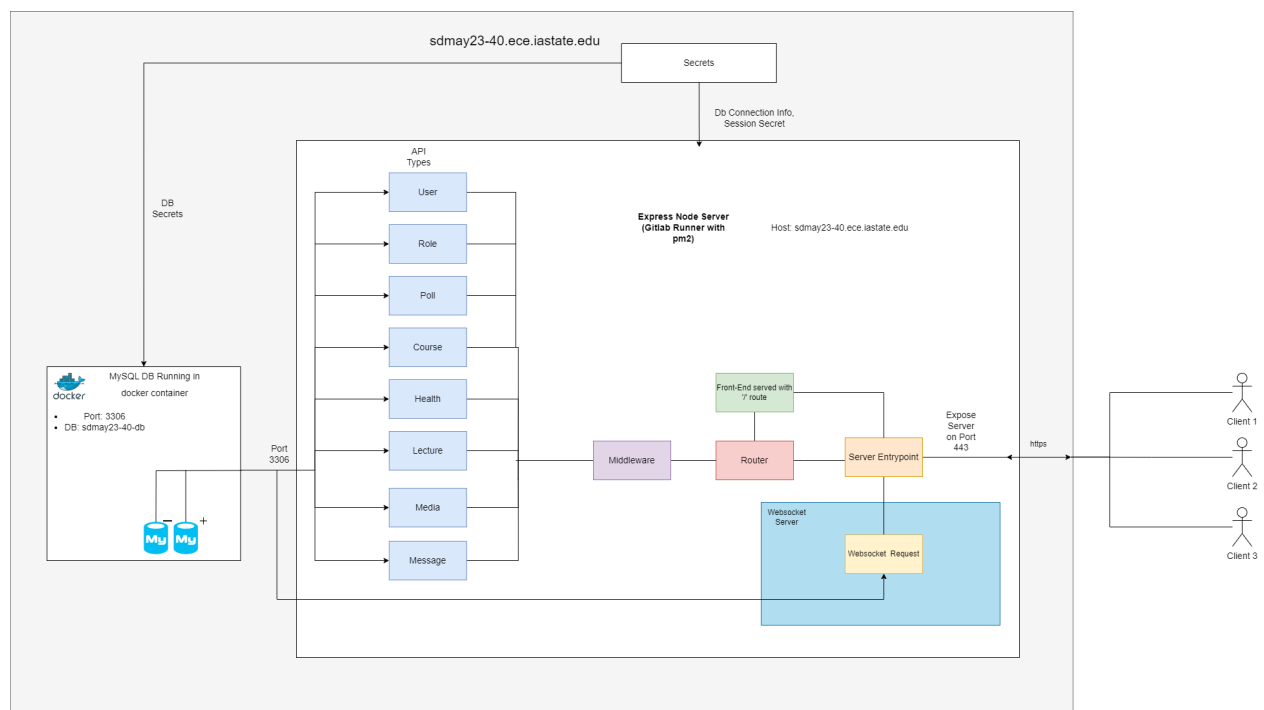 sdmay23-40.ece.iastate.edu
Secrets
Db Connection Info,
Session Secret
DB
Secrets
API
Types
User
Role
Poll
Course
Health
Lecture
Media
Message
Express Node Server
(Gitlab Runner with
pm2)
Host: sdmay23-40.ece.iastate.edu
docker
MySQL DB Running in
docker container
• Port: 3306
• DB: sdmay23-40-db
My
My
Port
3306
Middleware
Router
Front-End served with
'/' route
Server Entrypoint
Expose
Server
on Port
443
https
Websocket
Server
Websocket Request
Client 1
Client 2
Client 3